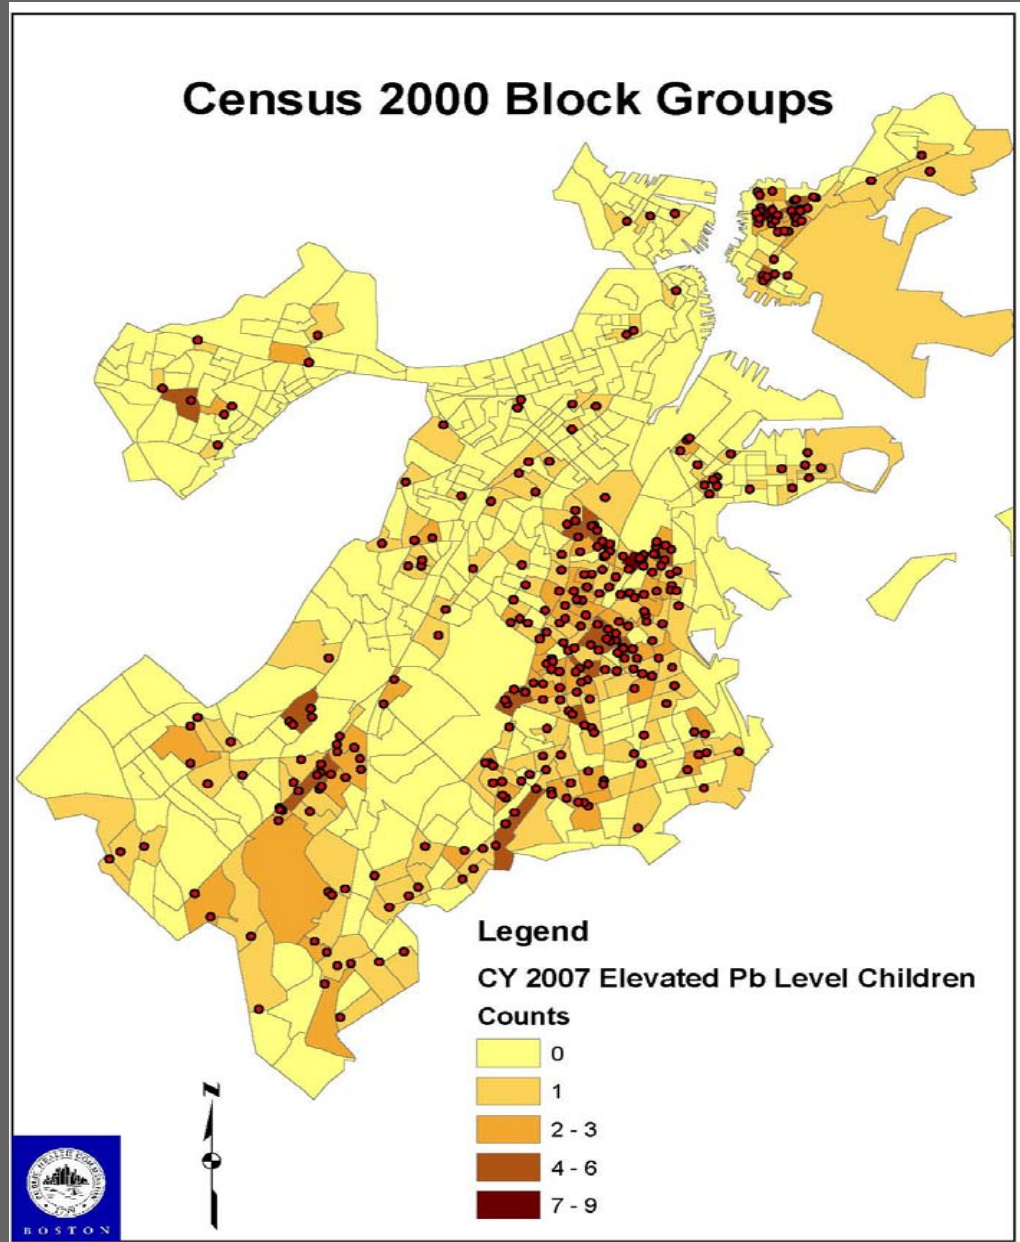 Census 2000 Block Groups
Legend
CY 2007 Elevated Pb Level Children
Counts
0
1
2 - 3
4 - 6
7 - 9
N
BOSTON